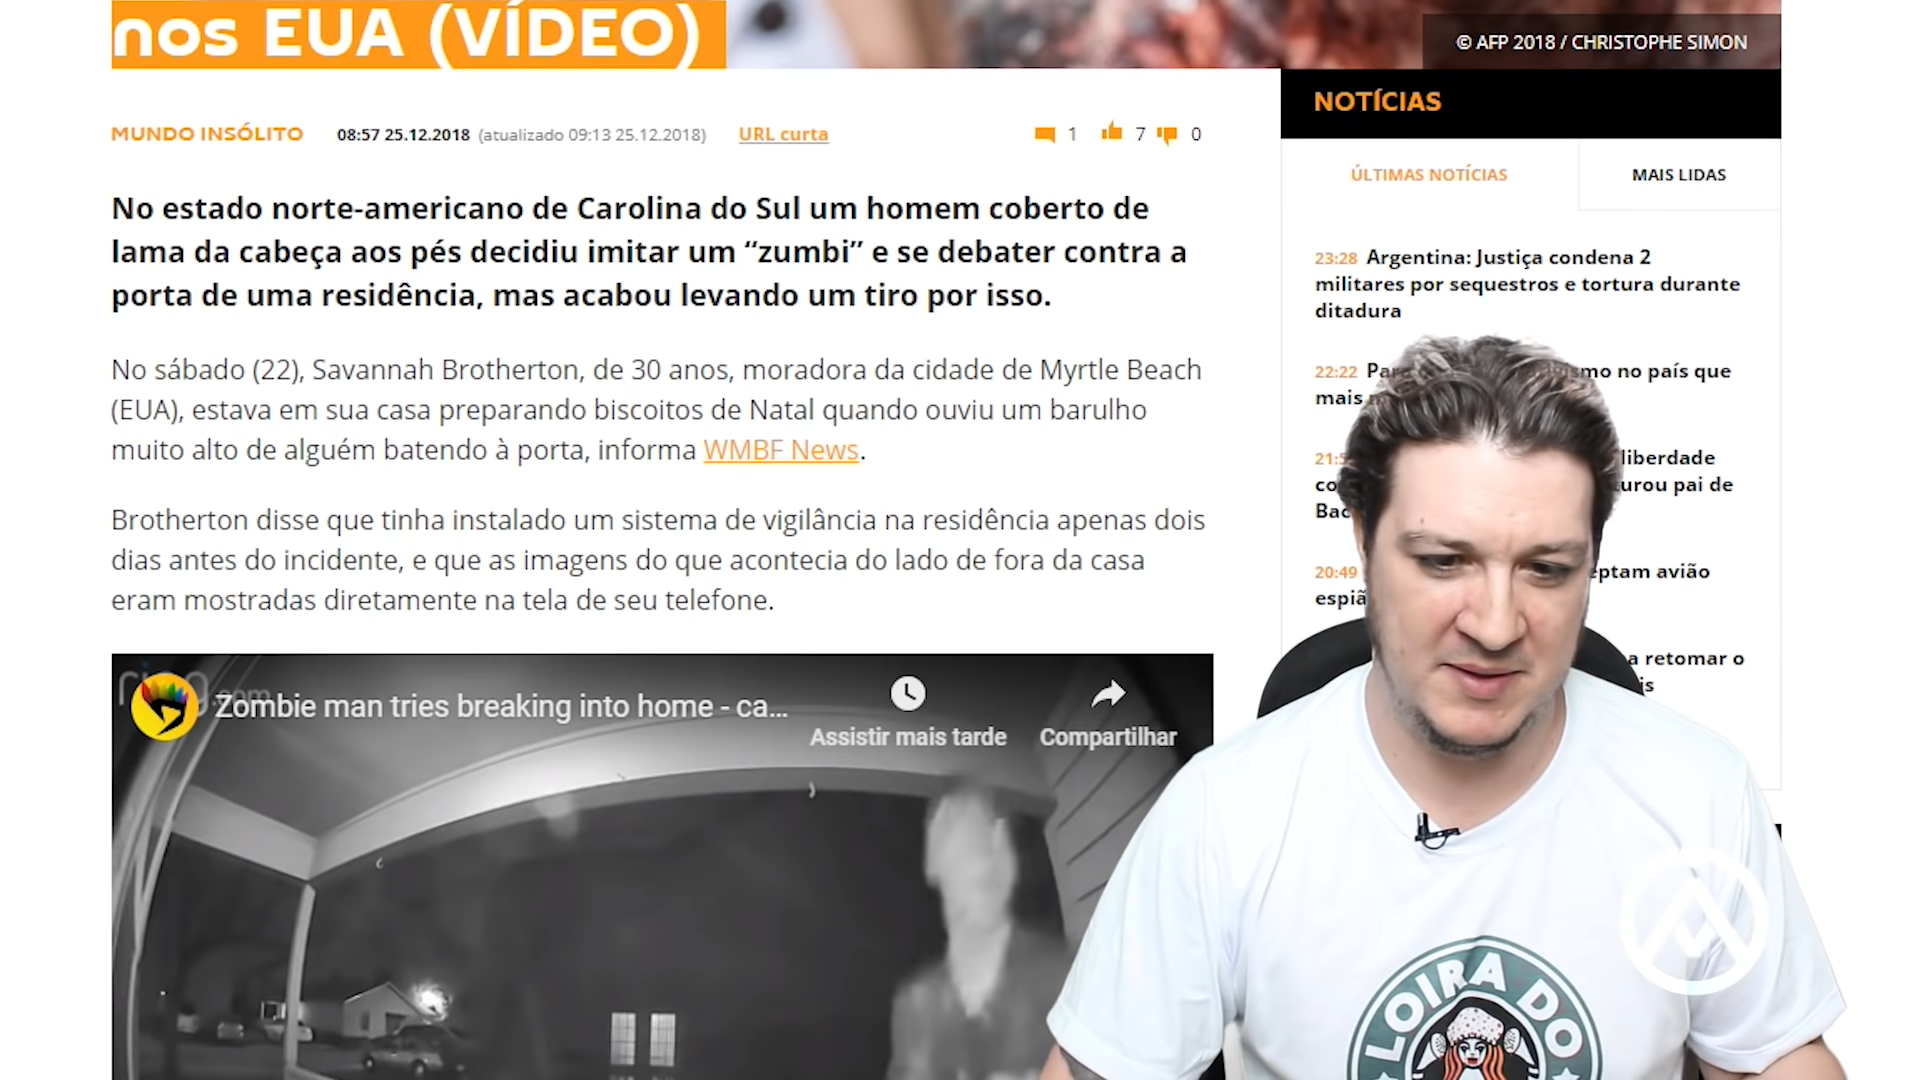 nos EUA (VÍDEO)
© AFP 2018 / CHRISTOPHE SIMON
MUNDO INSÓLITO 08:57 25.12.2018 (atualizado 09:13 25.12.2018) URL curta 1 7 0
No estado norte-americano de Carolina do Sul um homem coberto de
lama da cabeça aos pés decidiu imitar um “zumbi” e se debater contra a
porta de uma residência, mas acabou levando um tiro por isso.
No sábado (22), Savannah Brotherton, de 30 anos, moradora da cidade de Myrtle Beach
(EUA), estava em sua casa preparando biscoitos de Natal quando ouviu um barulho
muito alto de alguém batendo à porta, informa WMBF News.
Brotherton disse que tinha instalado um sistema de vigilância na residência apenas dois
dias antes do incidente, e que as imagens do que acontecia do lado de fora da casa
eram mostradas diretamente na tela de seu telefone.
ring.com
Zombie man tries breaking into home - ca...
Assistir mais tarde Compartilhar
NOTÍCIAS
ÚLTIMAS NOTÍCIAS MAIS LIDAS
23:28 Argentina: Justiça condena 2
militares por sequestros e tortura durante
ditadura
22:22 no país que
mais
liberdade
pai de
20:49 avião
a retomar o
LOIRA DO